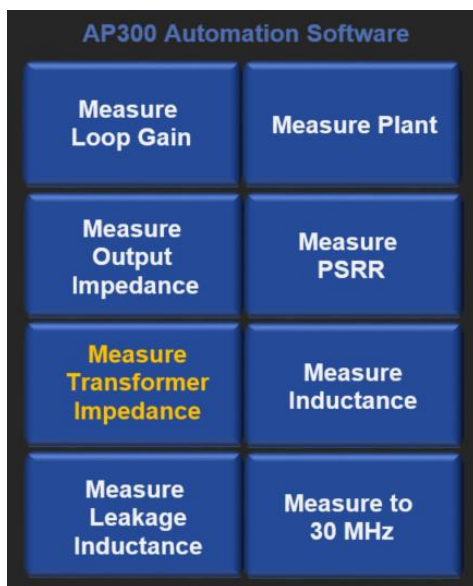 AP300 Automation Software
Measure
Loop Gain
Measure Plant
Measure
Output
Impedance
Measure
PSRR
Measure
Transformer
Impedance
Measure
Inductance
Measure
Leakage
Inductance
Measure to
30 MHz